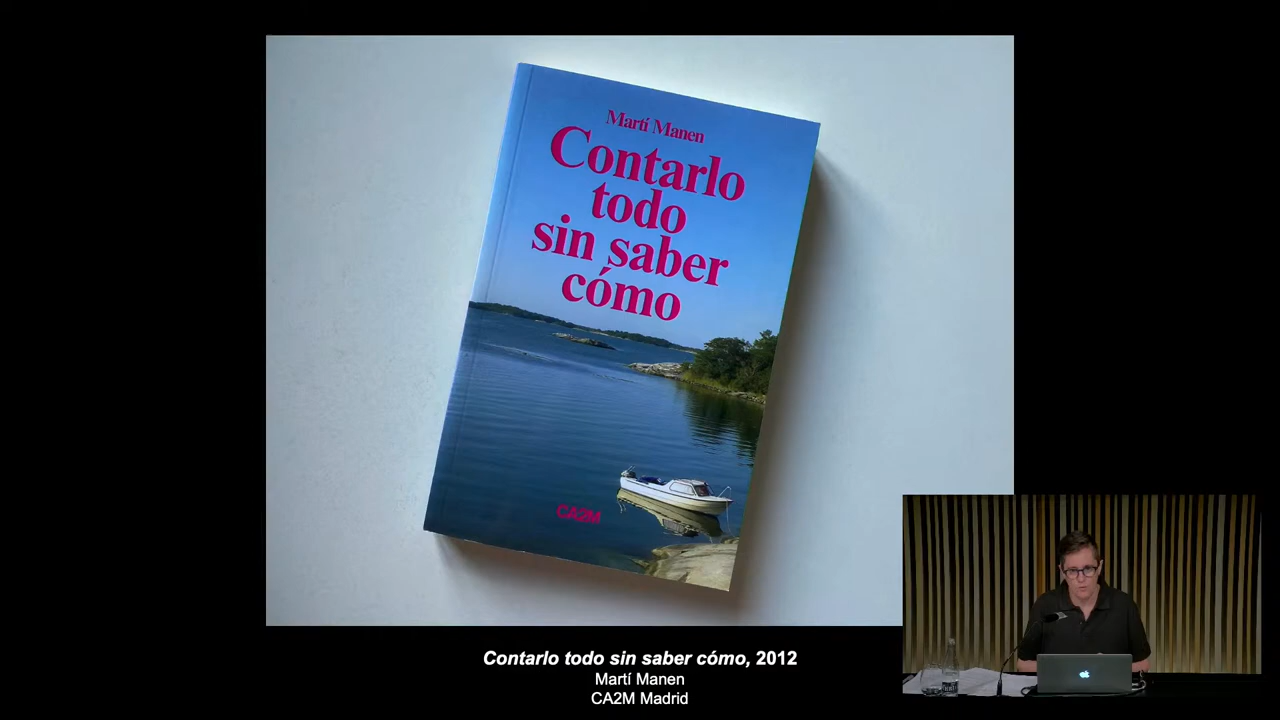 Martí Manen
Contarlo
todo
sin saber
cómo
CA2M
Contarlo todo sin saber cómo, 2012
Martí Manen
CA2M Madrid